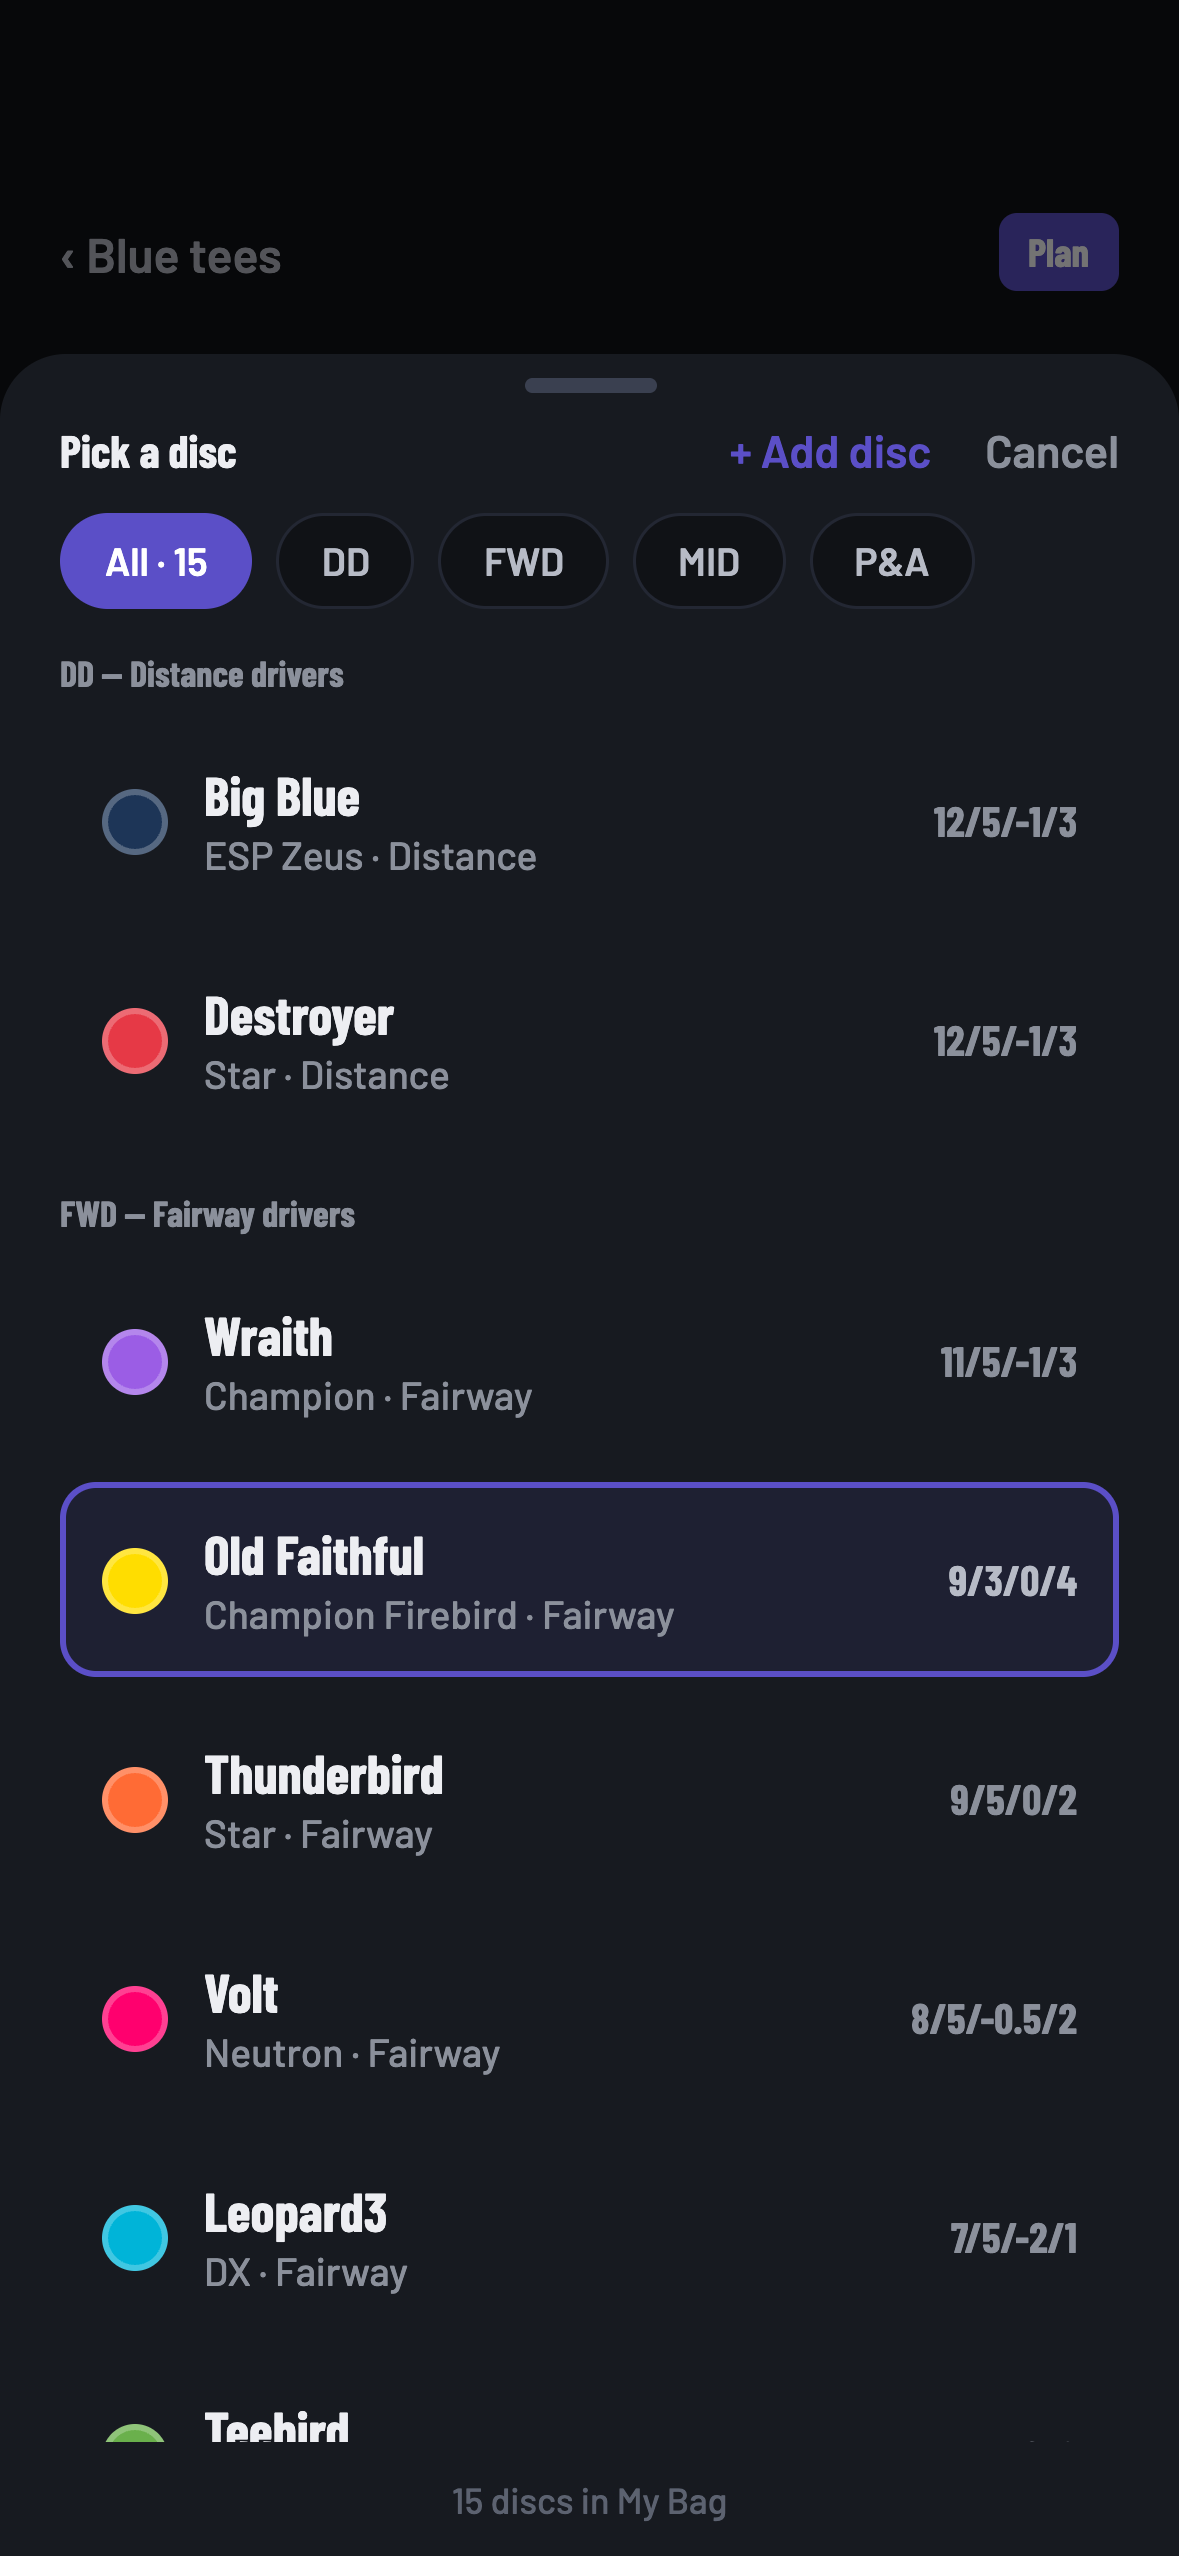 ‹ Blue tees
Plan
Pick a disc
+ Add disc
Cancel
All · 15
DD
FWD
MID
P&A
DD – Distance drivers
Big Blue
ESP Zeus · Distance
12/5/-1/3
Destroyer
Star · Distance
12/5/-1/3
FWD – Fairway drivers
Wraith
Champion · Fairway
11/5/-1/3
Old Faithful
Champion Firebird · Fairway
9/3/0/4
Thunderbird
Star · Fairway
9/5/0/2
Volt
Neutron · Fairway
8/5/-0.5/2
Leopard3
DX · Fairway
7/5/-2/1
Teebird
15 discs in My Bag